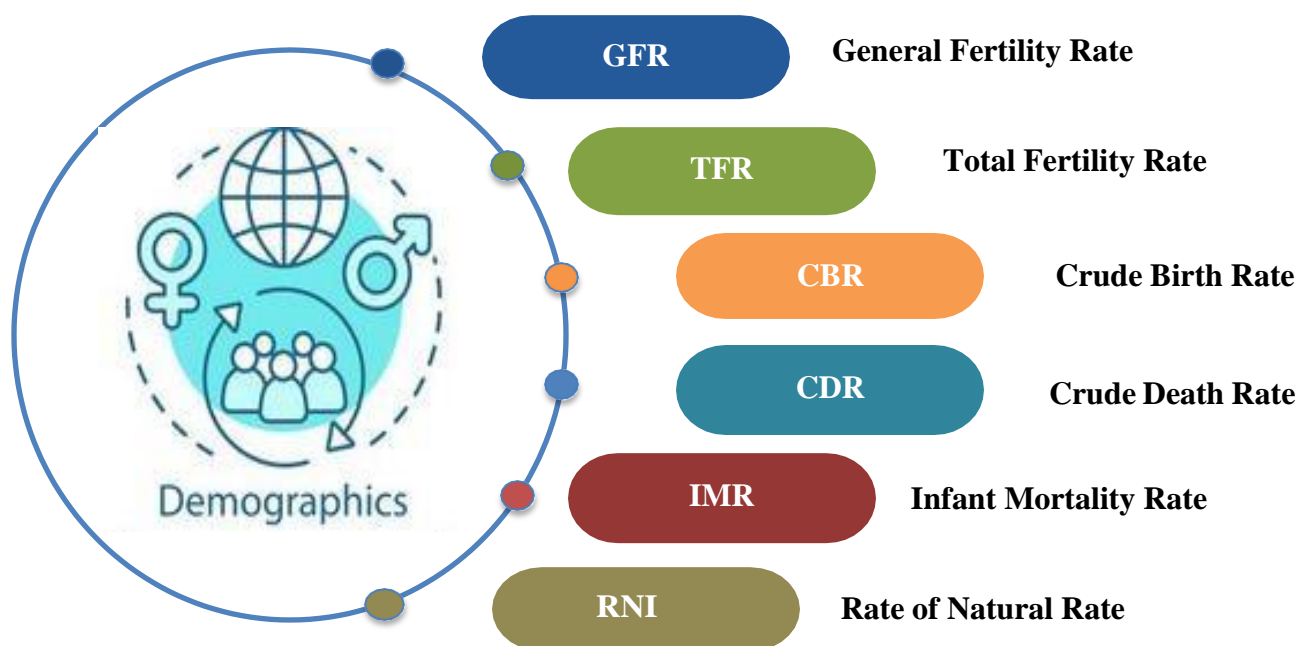 GFR General Fertility Rate
TFR Total Fertility Rate
CBR Crude Birth Rate
CDR Crude Death Rate
IMR Infant Mortality Rate
Demographics
RNI Rate of Natural Rate